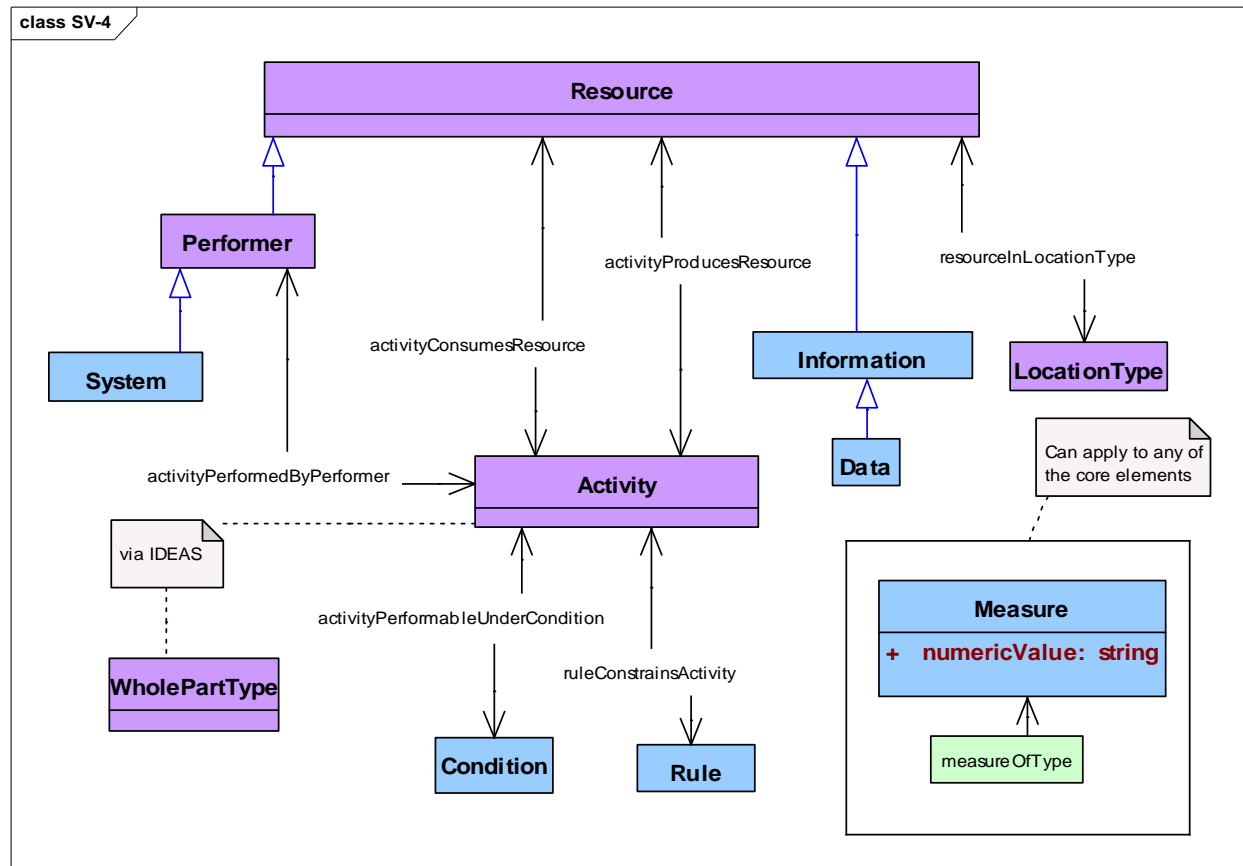 class SV-4
Resource
Performer
activityProducesResource
resourceInLocationType
activityConsumesResource
System
Information
LocationType
Can apply to any of
the core elements
Data
activityPerformedByPerformer
Activity
via IDEAS
Measure
+ numericValue: string
activityPerformableUnderCondition
ruleConstrainsActivity
WholePartType
measureOfType
Condition
Rule